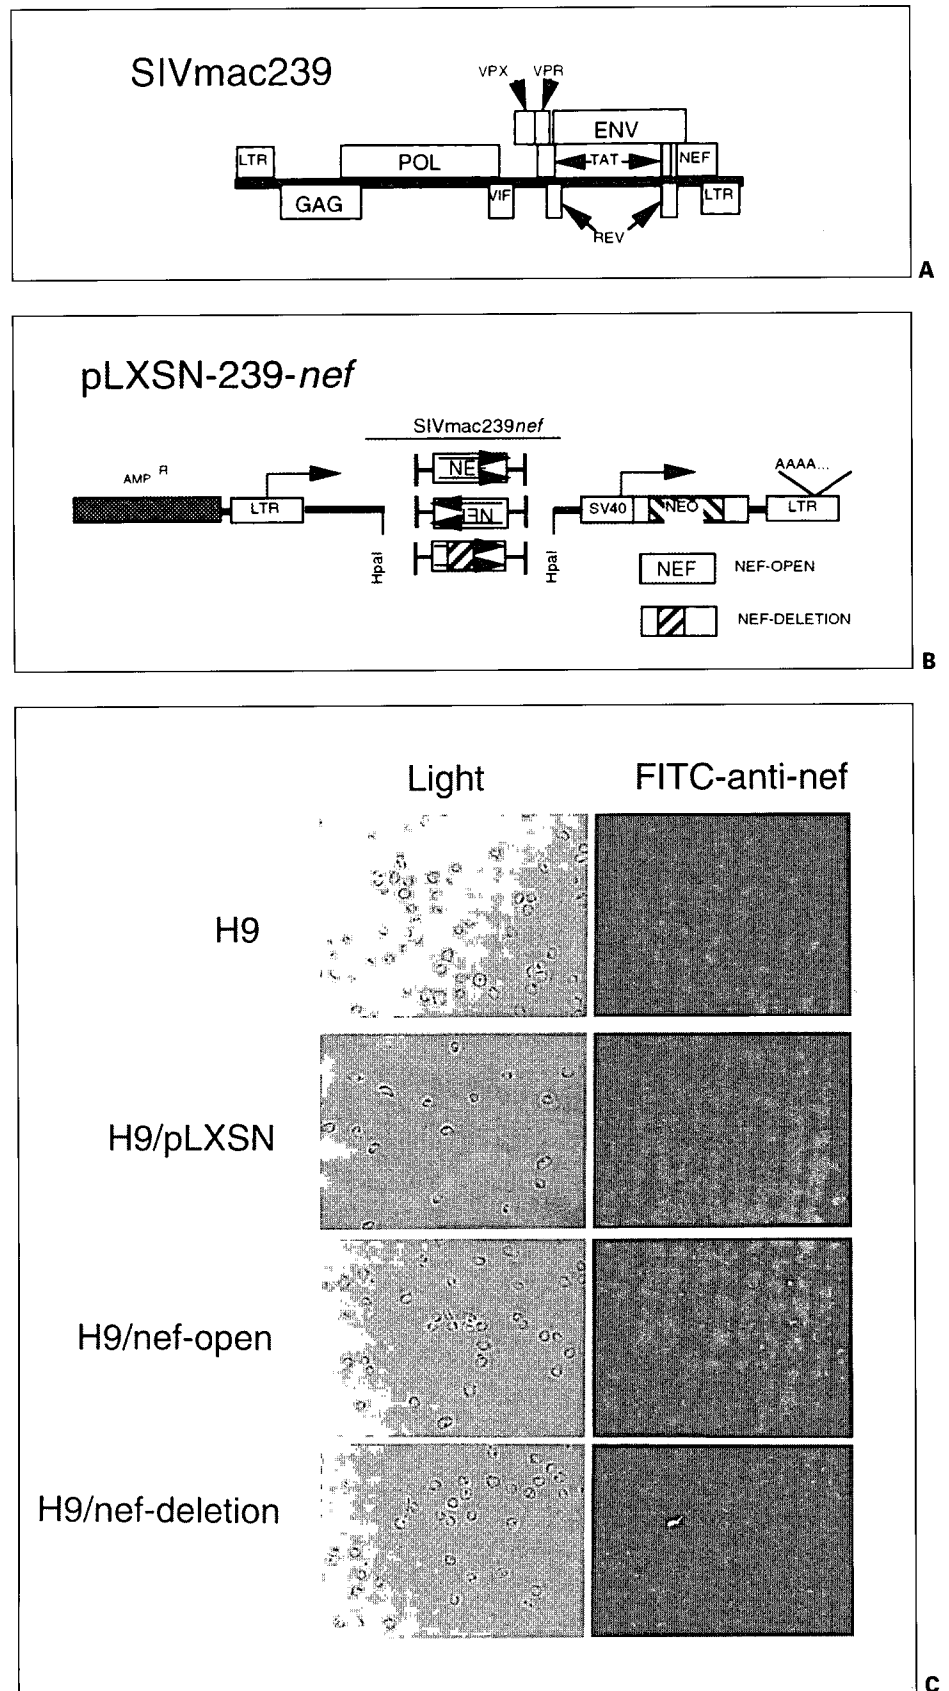 SIVmac239
VPX VPR
ENV
LTR POL TAT NEF
GAG VIF LTR
REV
A
pLXSN-239-nef
SIVmac239nef
AMP R
NE
AAAA...
LTR NEF SV40 NEO LTR
HpaI HpaI
NEF NEF-OPEN
NEF-DELETION
B
Light FITC-anti-nef
H9
H9/pLXSN
H9/nef-open
H9/nef-deletion
C